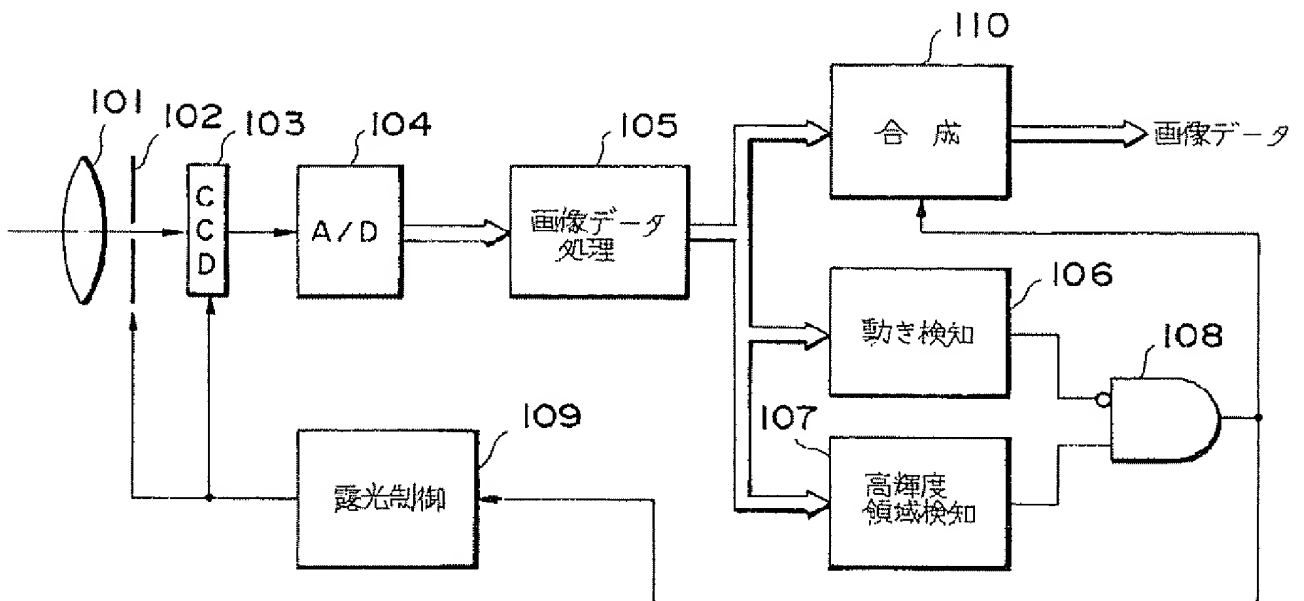 110
101
102
103
104
105
C
C
D
A/D
画像データ
処理
合成
画像データ
106
動き検知
108
107
高輝度
領域検知
109
露光制御